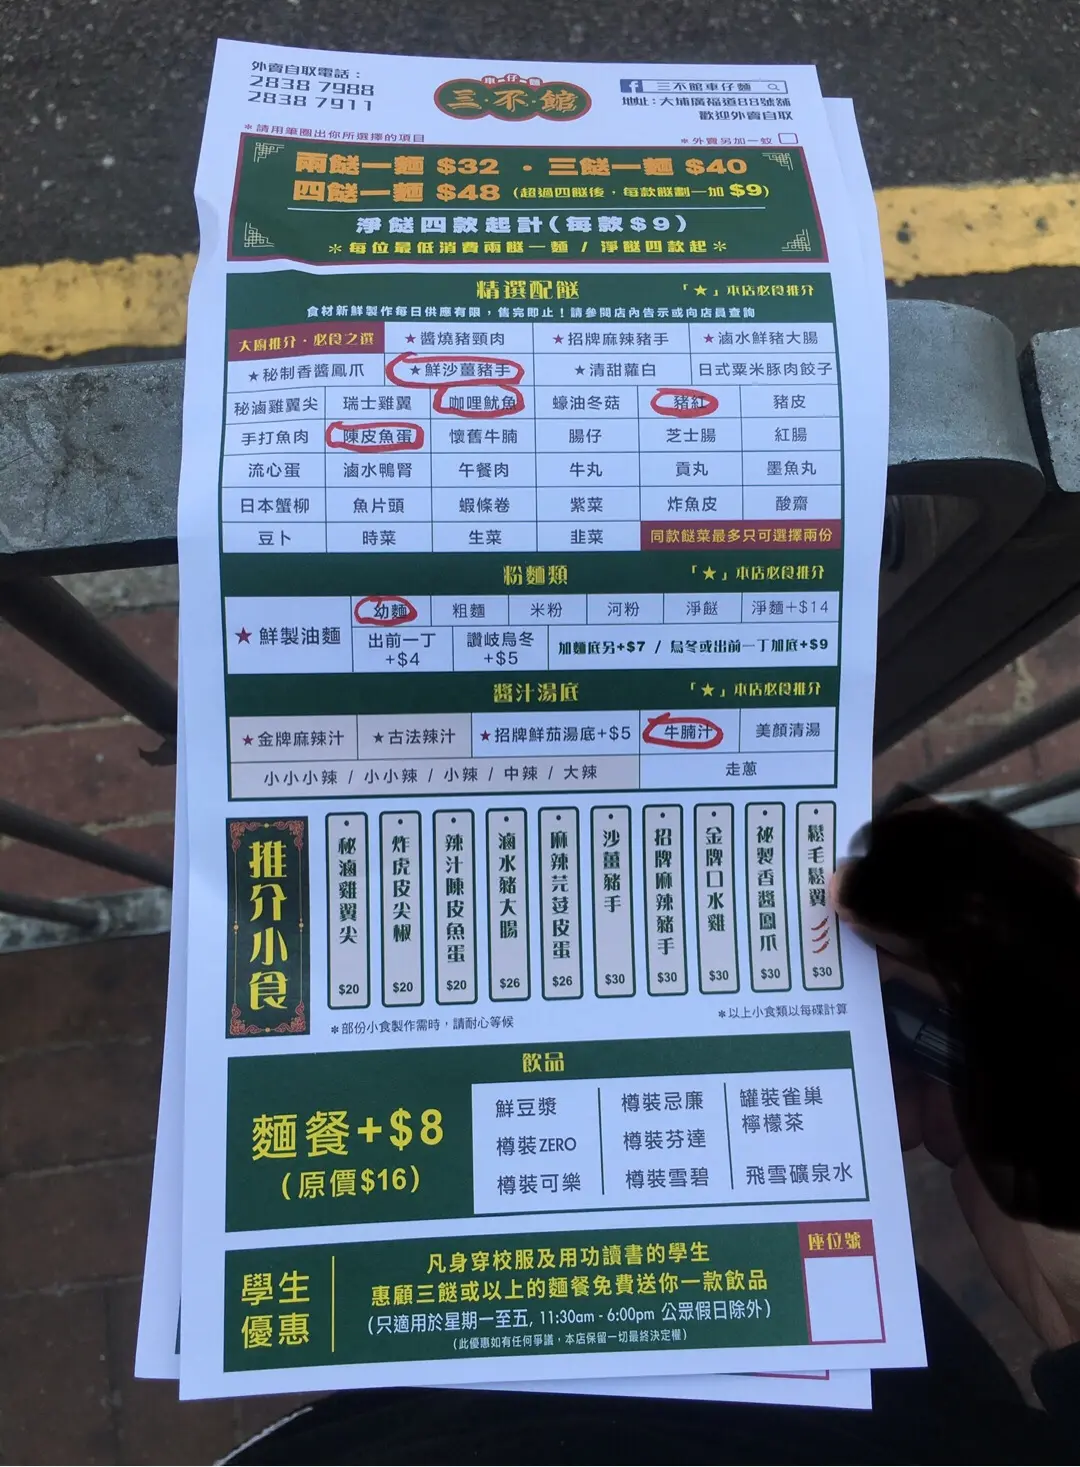 外賣自取電話：
2838 7988
2838 7911
車仔麵
三·不·館
三不館車仔麵
地址：大埔廣福道88號舖
歡迎外賣自取
＊請用筆圈出你所選擇的項目
＊外賣另加一蚊
兩餸一麵 $32 · 三餸一麵 $40
四餸一麵 $48 (超過四餸後，每款餸劃一加 $9)
淨餸四款起計(每款$9)
＊每位最低消費兩餸一麵 / 淨餸四款起＊
精選配餸 「★」本店必食推介
食材新鮮製作每日供應有限，售完即止！請參閱店內告示或向店員查詢
大廚推介·必食之選 ★醬燒豬頸肉 ★招牌麻辣豬手 ★滷水鮮豬大腸
★秘制香醬鳳爪 ★鮮沙薑豬手 ★清甜蘿白 日式粟米豚肉餃子
秘滷雞翼尖 瑞士雞翼 咖哩魷魚 蠔油冬菇 豬紅 豬皮
手打魚肉 陳皮魚蛋 懷舊牛腩 腸仔 芝士腸 紅腸
流心蛋 滷水鴨腎 午餐肉 牛丸 貢丸 墨魚丸
日本蟹柳 魚片頭 蝦條卷 紫菜 炸魚皮 酸齋
豆卜 時菜 生菜 韭菜 同款餸菜最多只可選擇兩份
粉麵類 「★」本店必食推介
★鮮製油麵 幼麵 粗麵 米粉 河粉 淨餸 淨麵+$14
出前一丁+$4 讚岐烏冬+$5 加麵底另+$7 / 烏冬或出前一丁加底+$9
醬汁湯底 「★」本店必食推介
★金牌麻辣汁 ★古法辣汁 ★招牌鮮茄湯底+$5 牛腩汁 美顏清湯
小小小辣 / 小小辣 / 小辣 / 中辣 / 大辣 走蔥
推介小食
秘滷雞翼尖 $20
炸虎皮尖椒 $20
辣汁陳皮魚蛋 $20
滷水豬大腸 $26
麻辣芫荽皮蛋 $26
沙薑豬手 $30
招牌麻辣豬手 $30
金牌口水雞 $30
祕製香醬鳳爪 $30
鬆毛鬆翼 $30
＊部份小食製作需時，請耐心等候
＊以上小食類以每碟計算
飲品
麵餐+$8
(原價$16)
鮮豆漿 樽裝忌廉 罐裝雀巢檸檬茶
樽裝ZERO 樽裝芬達
樽裝可樂 樽裝雪碧 飛雪礦泉水
學生優惠
凡身穿校服及用功讀書的學生
惠顧三餸或以上的麵餐免費送你一款飲品
(只適用於星期一至五, 11:30am - 6:00pm 公眾假日除外)
(此優惠如有任何爭議，本店保留一切最終決定權)
座位號